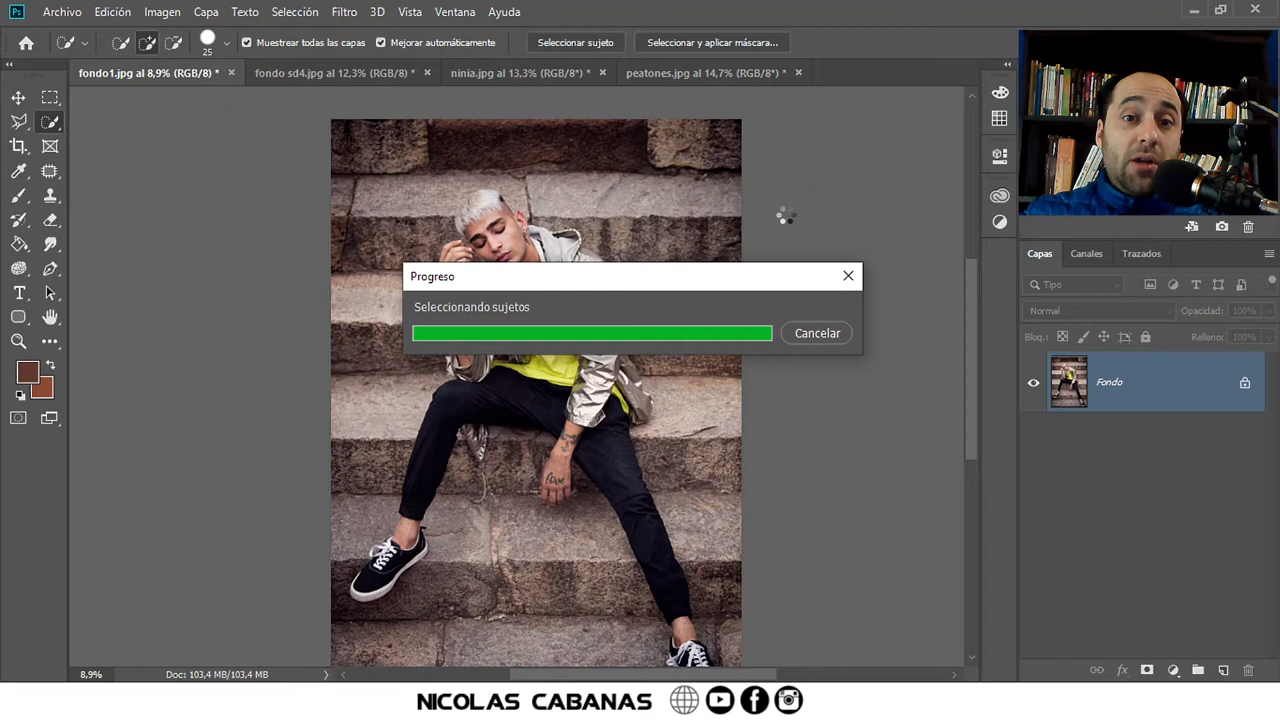 Ps Archivo Edición Imagen Capa Texto Selección Filtro 3D Vista Ventana Ayuda
25 Muestrear todas las capas Mejorar automáticamente Seleccionar sujeto Seleccionar y aplicar máscara...
fondo1.jpg al 8,9% (RGB/8) * fondo sd4.jpg al 12,3% (RGB/8) * ninia.jpg al 13,3% (RGB/8*) * peatones.jpg al 14,7% (RGB/8*) *
Progreso
Seleccionando sujetos
Cancelar
Capas Canales Trazados
Tipo
Normal Opacidad: 100%
Bloq.: Relleno: 100%
Fondo
8,9% Doc: 103,4 MB/103,4 MB
NICOLAS CABANAS